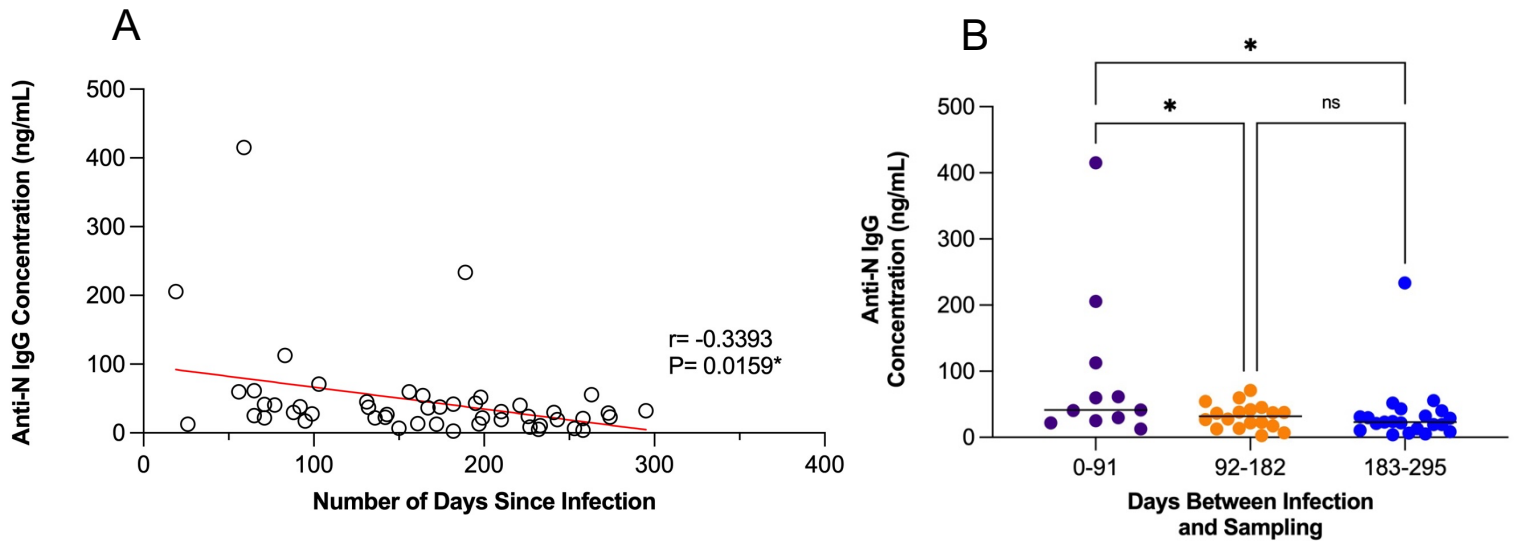 A
Anti-N IgG Concentration (ng/mL)
500
400
300
200
100
0
r= -0.3393
P= 0.0159*
0
100
200
300
400
Number of Days Since Infection
B
Anti-N IgG
Concentration (ng/mL)
500
400
300
200
100
0
*
*
ns
0-91
92-182
183-295
Days Between Infection
and Sampling